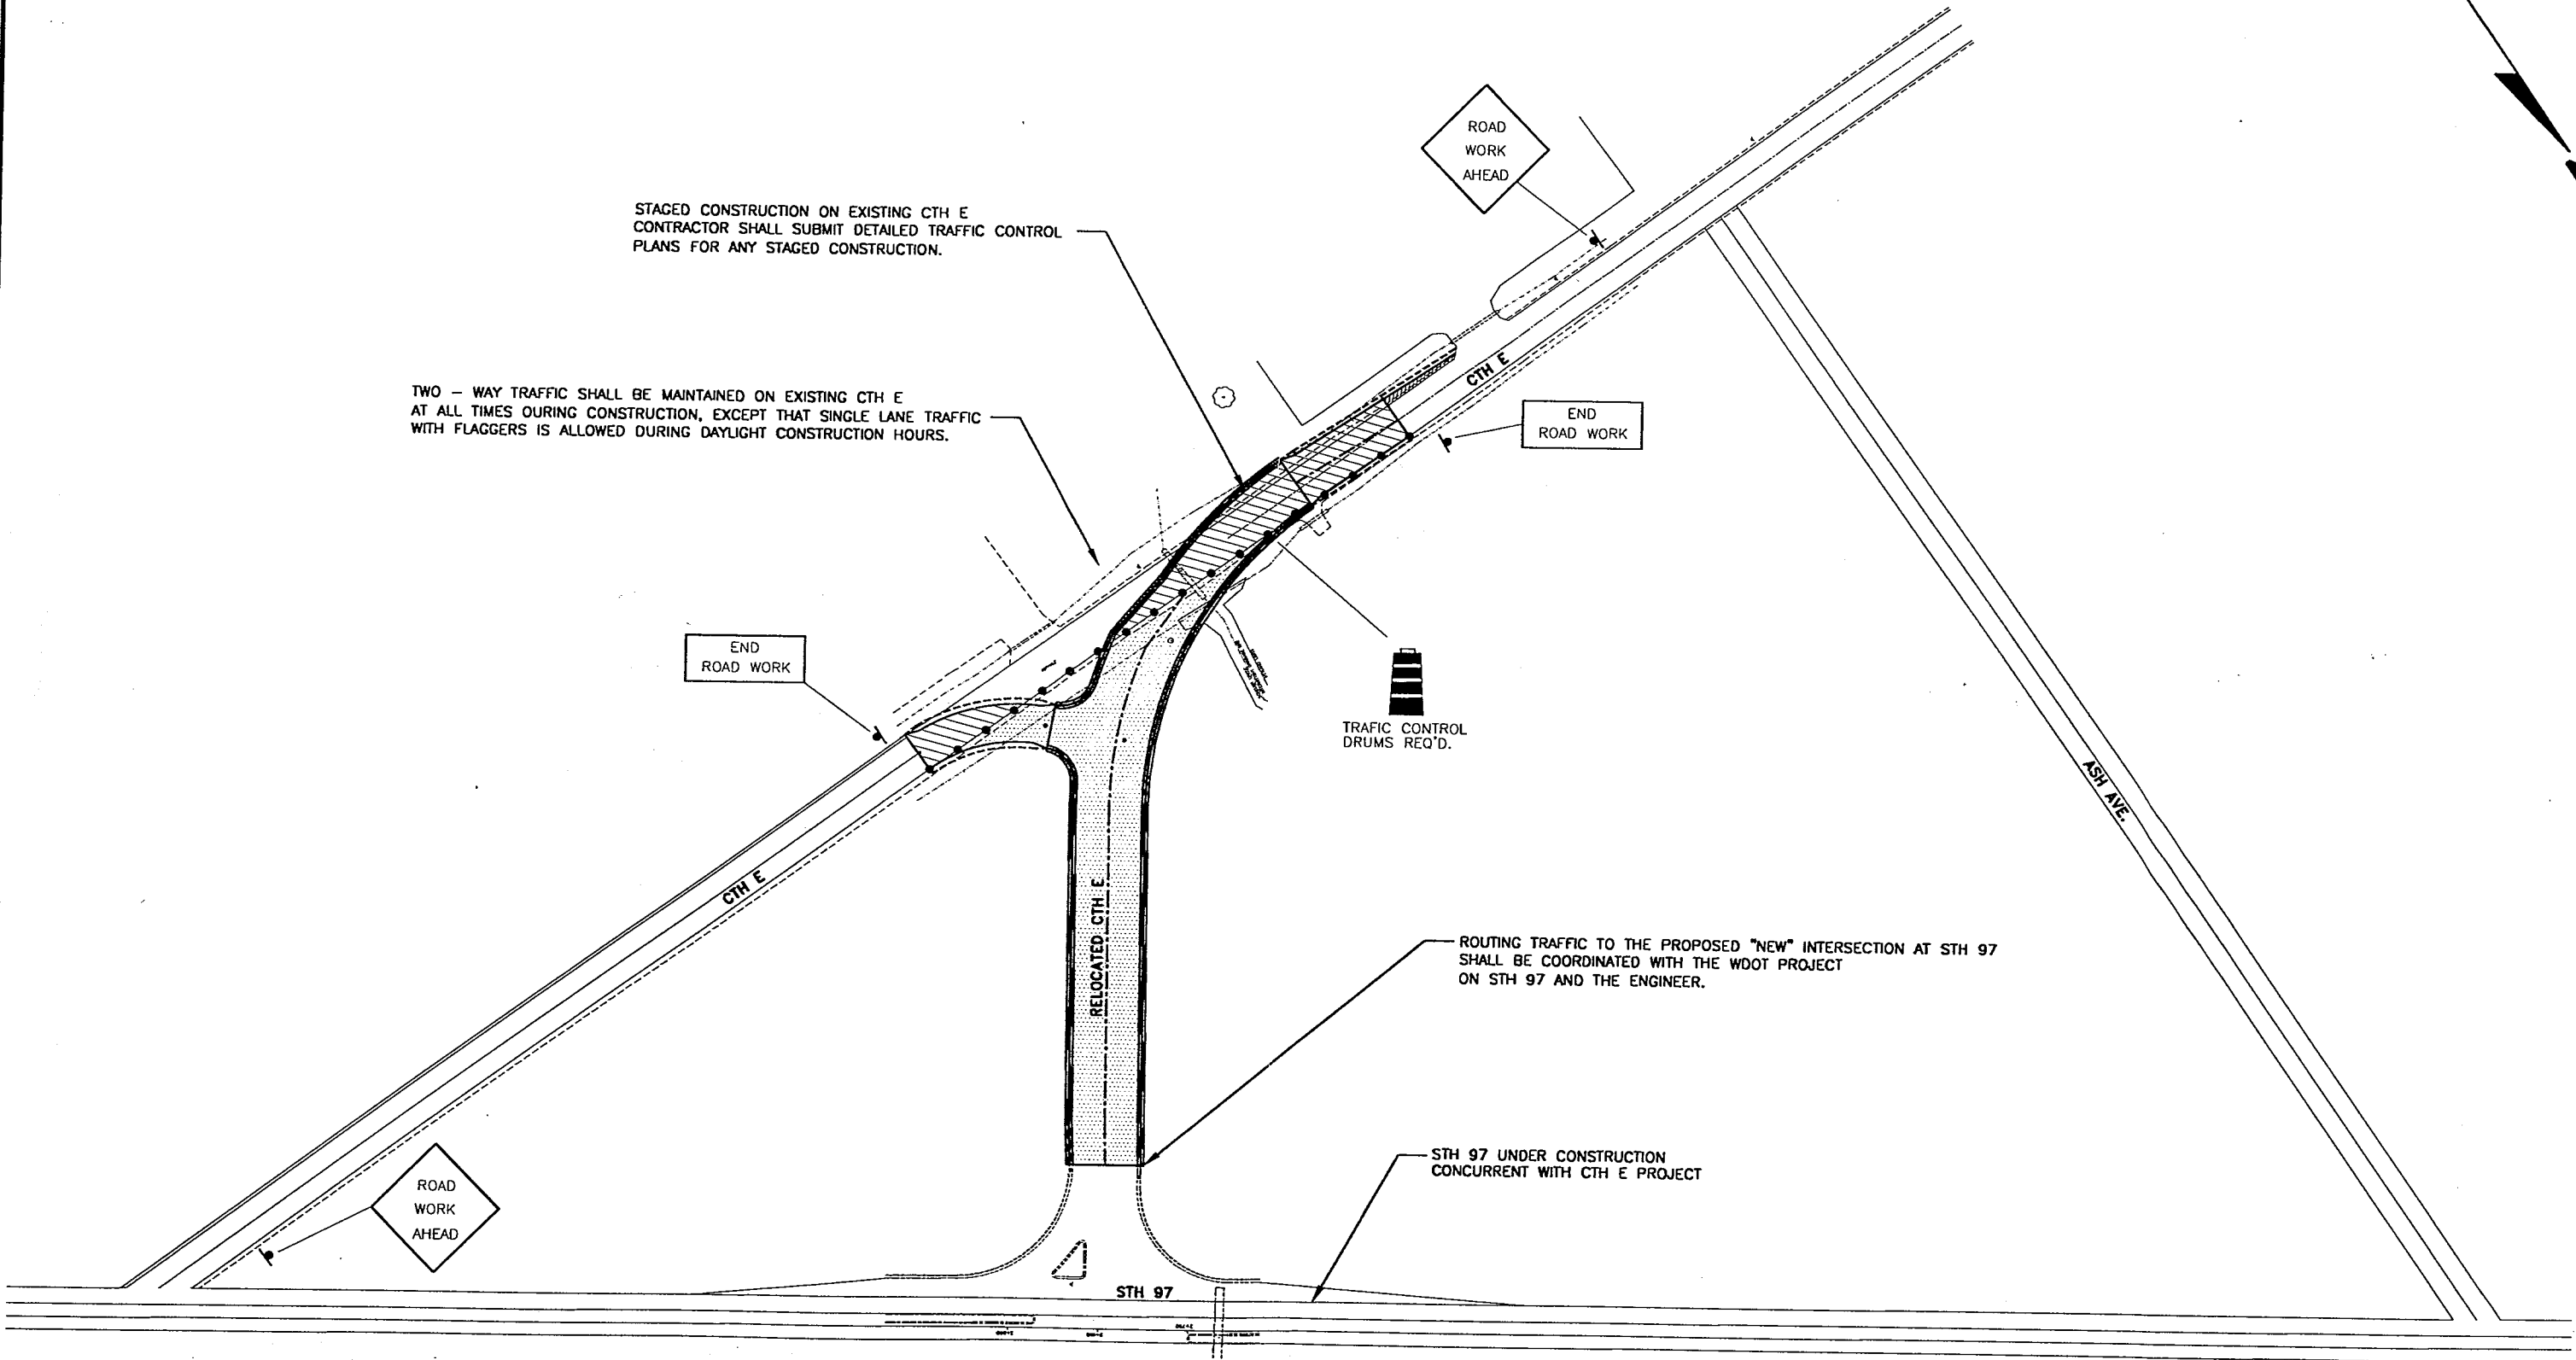 ROAD
WORK
AHEAD
STAGED CONSTRUCTION ON EXISTING CTH E
CONTRACTOR SHALL SUBMIT DETAILED TRAFFIC CONTROL
PLANS FOR ANY STAGED CONSTRUCTION.
CTH E
TWO - WAY TRAFFIC SHALL BE MAINTAINED ON EXISTING CTH E
AT ALL TIMES DURING CONSTRUCTION, EXCEPT THAT SINGLE LANE TRAFFIC
WITH FLAGGERS IS ALLOWED DURING DAYLIGHT CONSTRUCTION HOURS.
END
ROAD WORK
END
ROAD WORK
TRAFIC CONTROL
DRUMS REQ'D.
ASH AVE.
CTH E
RELOCATED CTH E
ROUTING TRAFFIC TO THE PROPOSED "NEW" INTERSECTION AT STH 97
SHALL BE COORDINATED WITH THE WDOT PROJECT
ON STH 97 AND THE ENGINEER.
STH 97 UNDER CONSTRUCTION
CONCURRENT WITH CTH E PROJECT
ROAD
WORK
AHEAD
STH 97